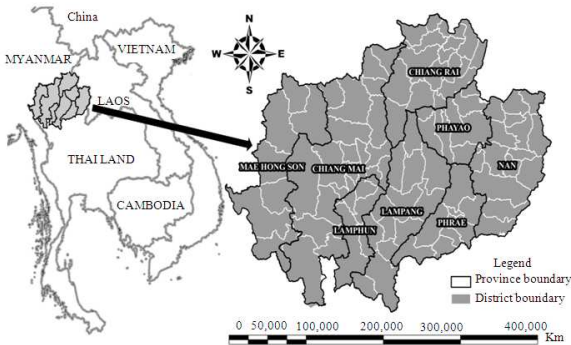 China
VIETNAM
MYANMAR
LAOS
THAI LAND
CAMBODIA
N
W E
S
CHIANG RAI
PHAYAO
MAE HONG SON
CHIANG MAI
NAN
LAMPANG
LAMPHUN
PHRAE
Legend
Province boundary
District boundary
0 50,000 100,000 200,000 300,000 400,000
Km